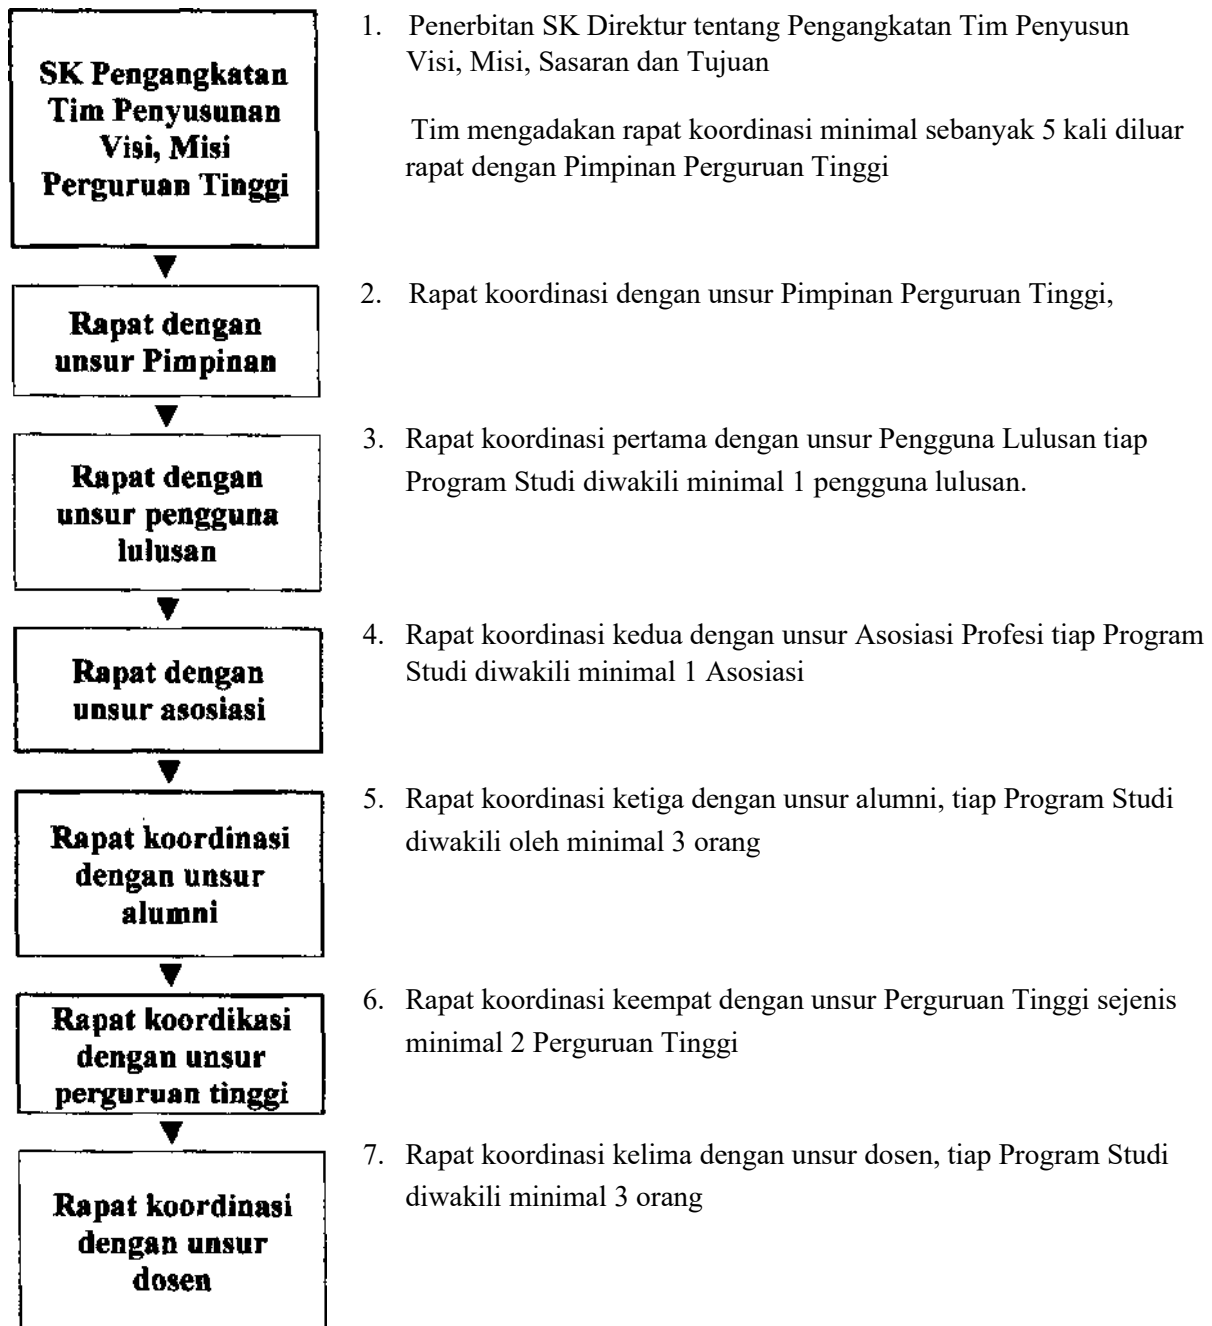 SK Pengangkatan
Tim Penyusunan
Visi, Misi
Perguruan Tinggi
1. Penerbitan SK Direktur tentang Pengangkatan Tim Penyusun
Visi, Misi, Sasaran dan Tujuan
Tim mengadakan rapat koordinasi minimal sebanyak 5 kali diluar
rapat dengan Pimpinan Perguruan Tinggi
Rapat dengan
unsur Pimpinan
2. Rapat koordinasi dengan unsur Pimpinan Perguruan Tinggi,
Rapat dengan
unsur pengguna
lulusan
3. Rapat koordinasi pertama dengan unsur Pengguna Lulusan tiap
Program Studi diwakili minimal 1 pengguna lulusan.
Rapat dengan
unsur asosiasi
4. Rapat koordinasi kedua dengan unsur Asosiasi Profesi tiap Program
Studi diwakili minimal 1 Asosiasi
Rapat koordinasi
dengan unsur
alumni
5. Rapat koordinasi ketiga dengan unsur alumni, tiap Program Studi
diwakili oleh minimal 3 orang
Rapat koordikasi
dengan unsur
perguruan tinggi
6. Rapat koordinasi keempat dengan unsur Perguruan Tinggi sejenis
minimal 2 Perguruan Tinggi
Rapat koordinasi
dengan unsur
dosen
7. Rapat koordinasi kelima dengan unsur dosen, tiap Program Studi
diwakili minimal 3 orang